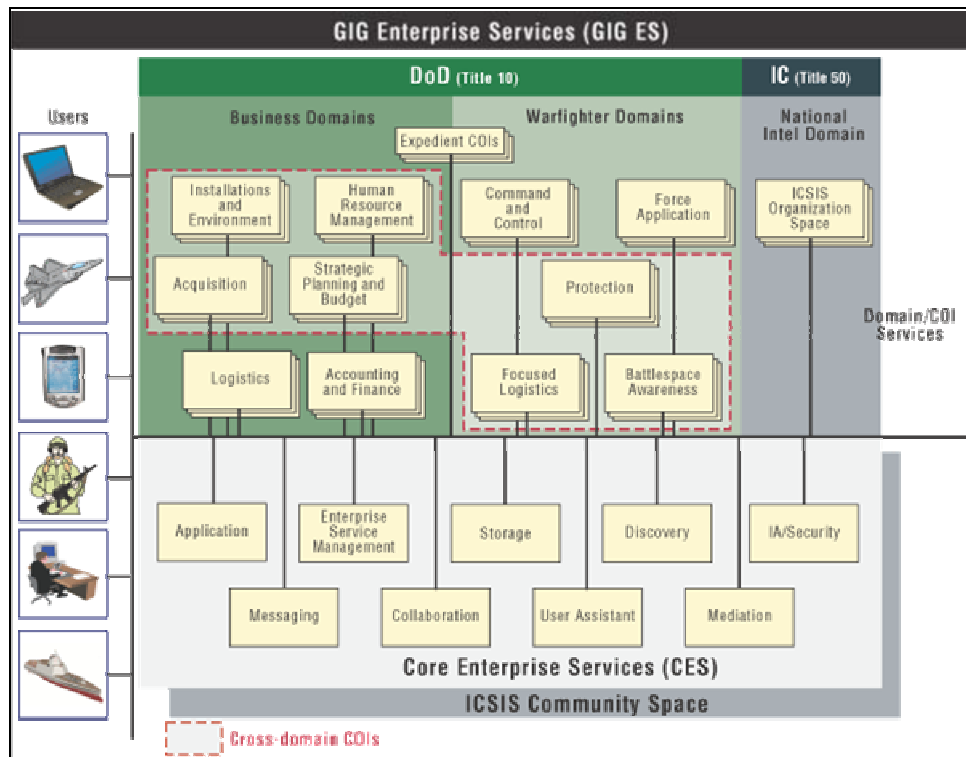 GIG Enterprise Services (GIG ES)
DoD (Title 10)
IC (Title 50)
Users
Business Domains
Warfighter Domains
National
Intel Domain
Expedient COIs
Installations
and
Environment
Human
Resource
Management
Command
and
Control
Force
Application
ICSIS
Organization
Space
Acquisition
Strategic
Planning and
Budget
Protection
Domain/COI
Services
Logistics
Accounting
and Finance
Focused
Logistics
Battlespace
Awareness
Application
Enterprise
Service
Management
Storage
Discovery
IA/Security
Messaging
Collaboration
User Assistant
Mediation
Core Enterprise Services (CES)
ICSIS Community Space
Cross-domain COIs